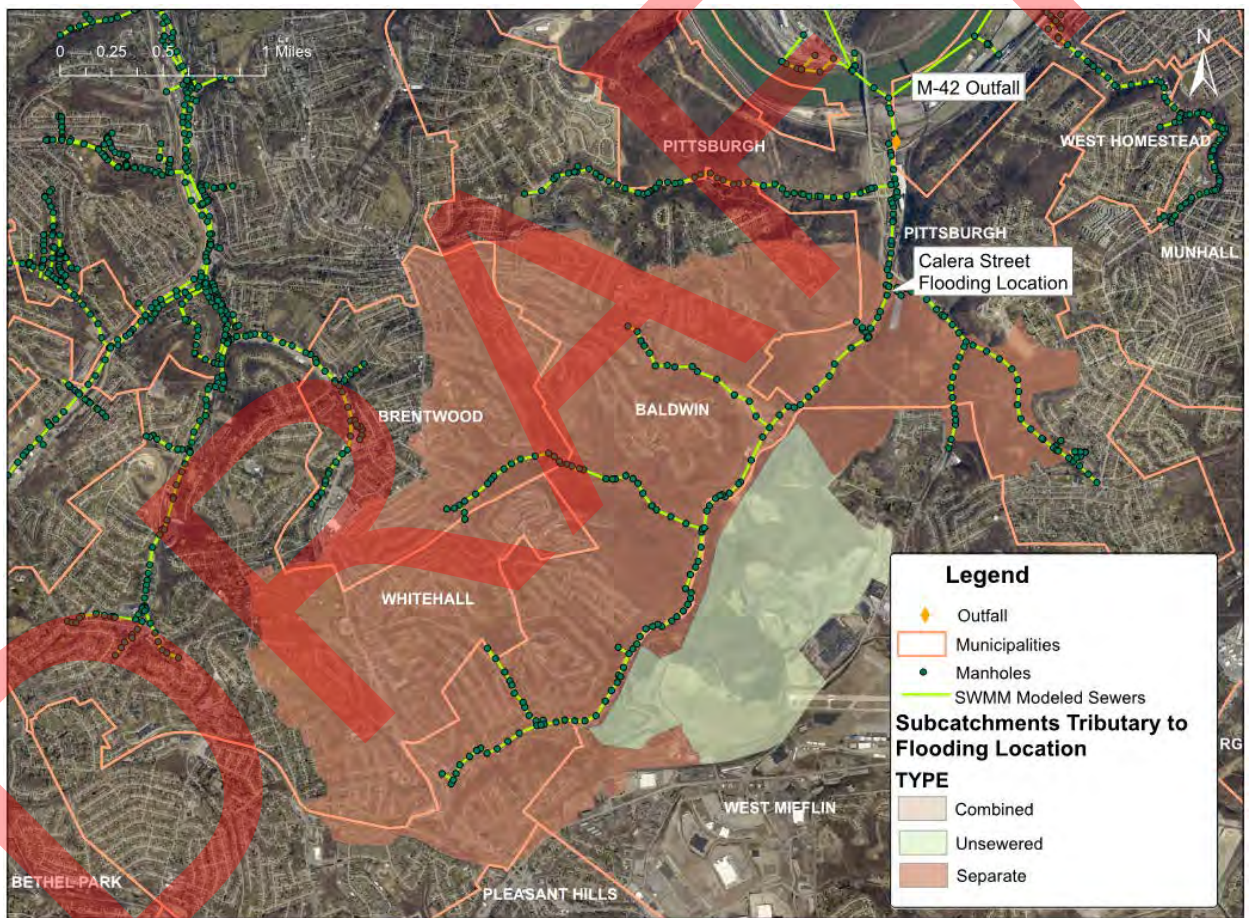 0 0.25 0.5 1 Miles
N
M-42 Outfall
PITTSBURGH
WEST HOMESTEAD
PITTSBURGH
MUNHALL
Calera Street
Flooding Location
BRENTWOOD
BALDWIN
WHITEHALL
WEST MIFFLIN
BETHEL PARK
PLEASANT HILLS
RG
Legend
Outfall
Municipalities
Manholes
SWMM Modeled Sewers
Subcatchments Tributary to
Flooding Location
TYPE
Combined
Unsewered
Separate
DRAFT